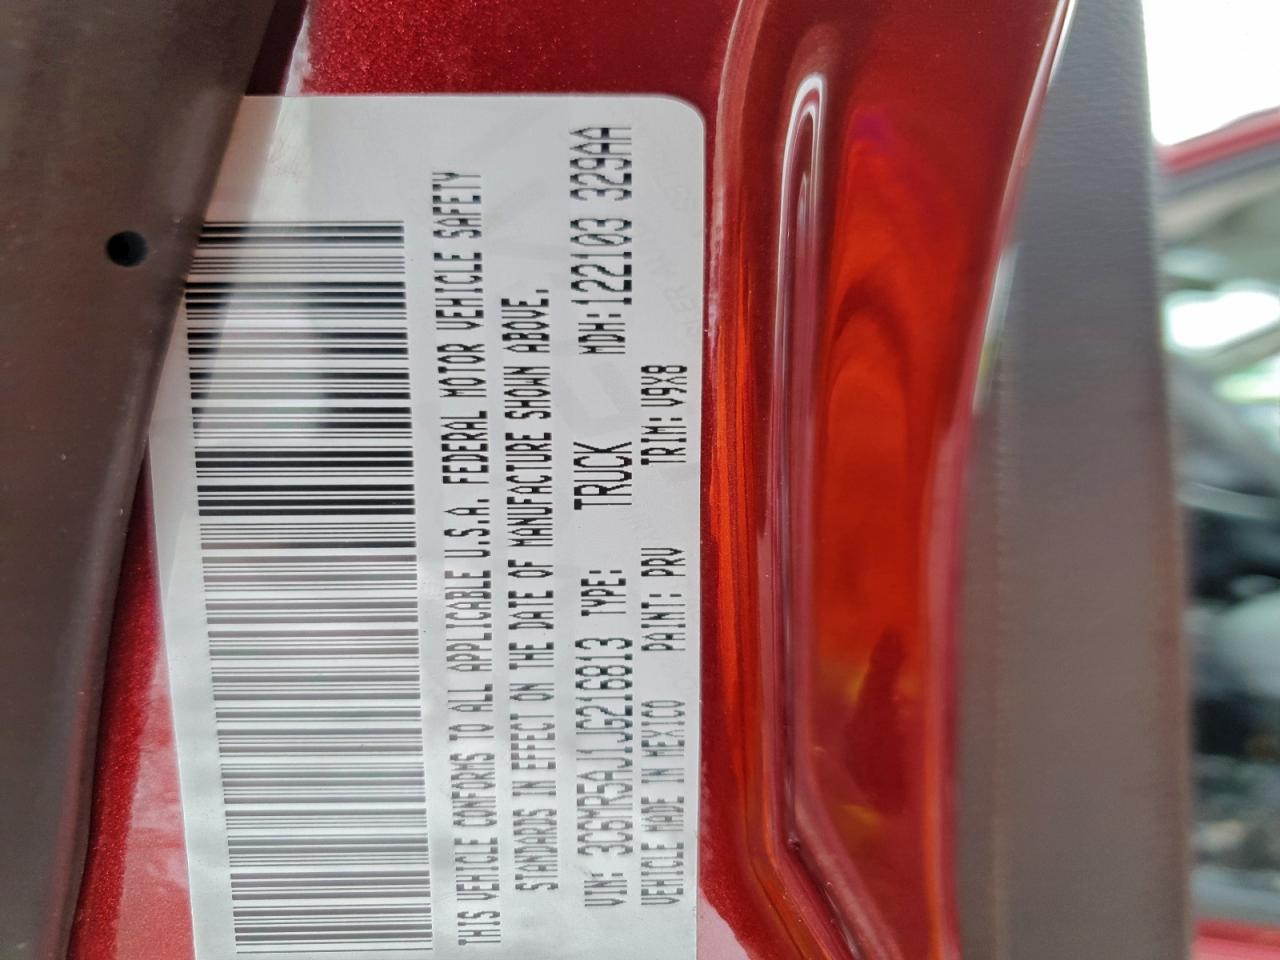 THIS VEHICLE CONFORMS TO ALL APPLICABLE U.S.A. FEDERAL MOTOR VEHICLE SAFETY
STANDARDS IN EFFECT ON THE DATE OF MANUFACTURE SHOWN ABOVE.
VIN: 3C6MR5AJ1JG216813 TYPE: TRUCK MDH:122103 329AA
VEHICLE MADE IN MEXICO PAINT: PRV TRIM: V9X8